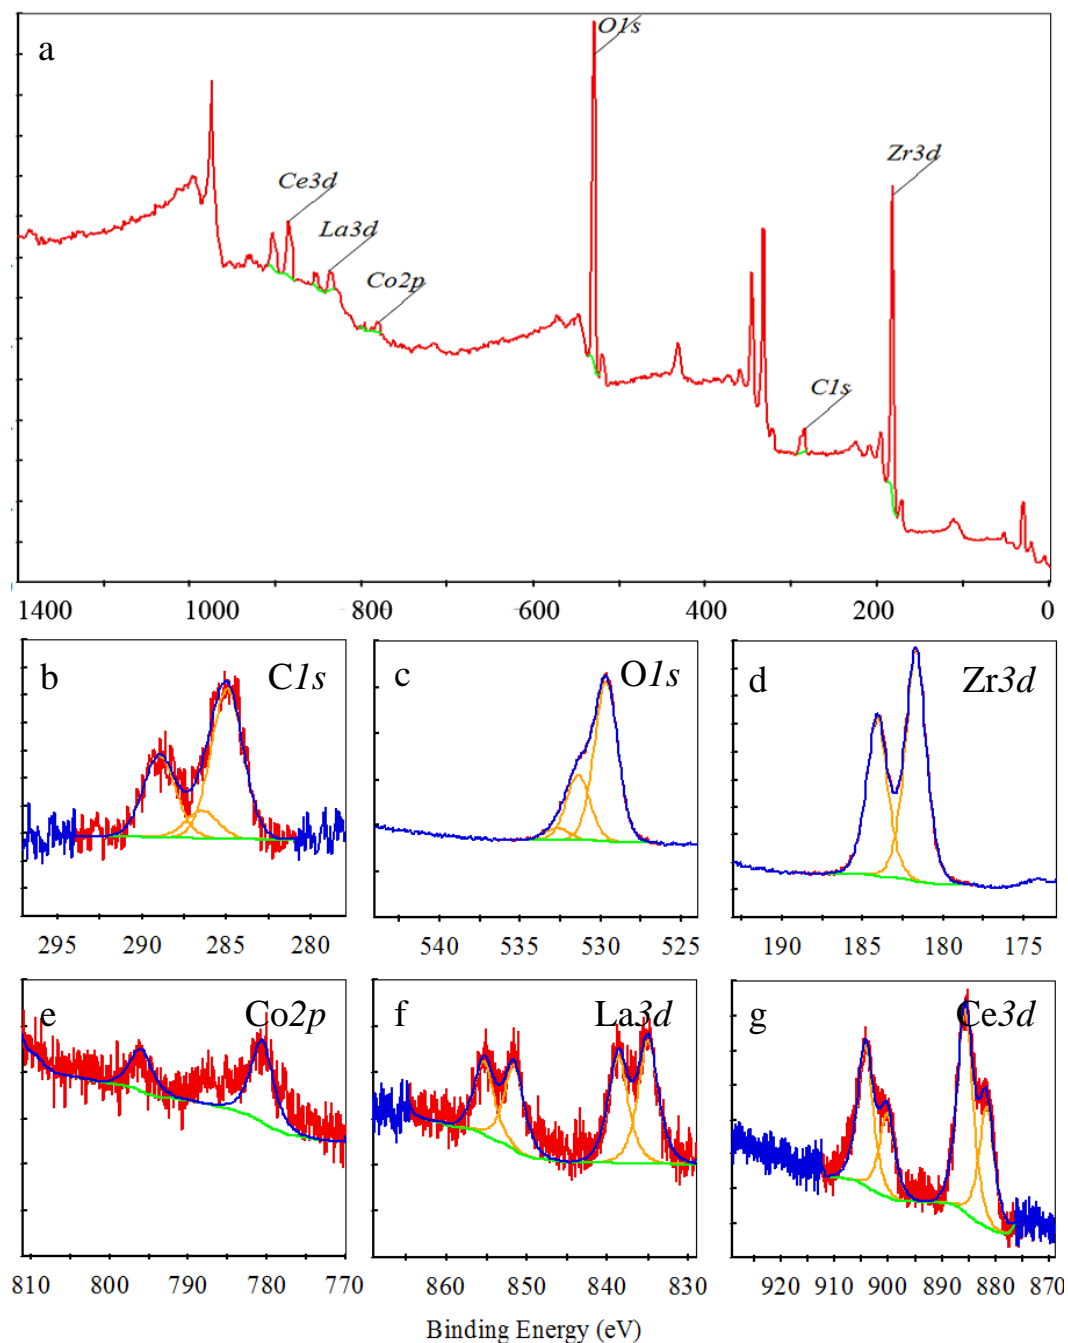 a
O1s
Zr3d
Ce3d
La3d
Co2p
C1s
1400 1000 800 600 400 200 0
b C1s
c O1s
d Zr3d
295 290 285 280
540 535 530 525
190 185 180 175
e Co2p
f La3d
g Ce3d
810 800 790 780 770
860 850 840 830
920 910 900 890 880 870
Binding Energy (eV)